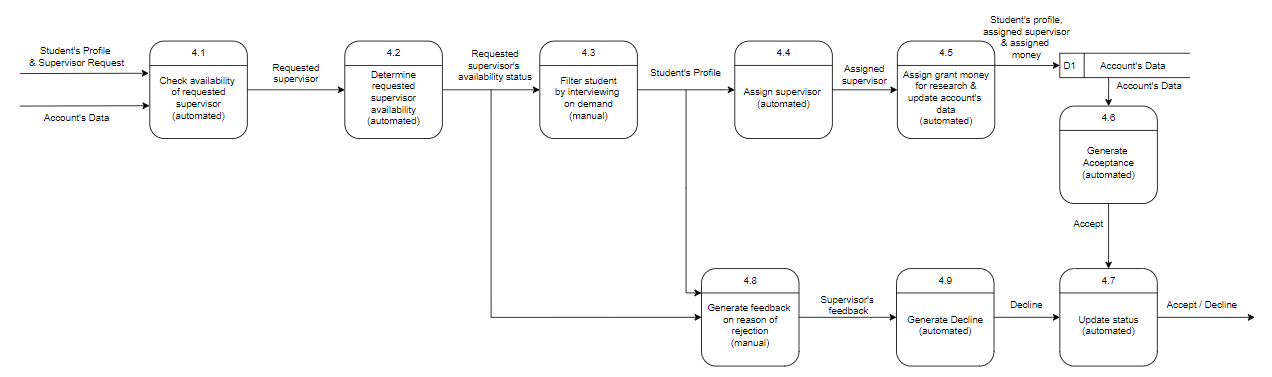 Student's Profile
& Supervisor Request
Account's Data
4.1
Check availability
of requested
supervisor
(automated)
Requested
supervisor
4.2
Determine
requested
supervisor
availability
(automated)
Requested
supervisor's
availability status
4.3
Filter student
by interviewing
on demand
(manual)
Student's Profile
4.4
Assign supervisor
(automated)
Assigned
supervisor
4.5
Assign grant money
for research &
update account's
data
(automated)
Student's profile,
assigned supervisor
& assigned
money
D1
Account's Data
Account's Data
4.6
Generate
Acceptance
(automated)
Accept
4.8
Generate feedback
on reason of
rejection
(manual)
Supervisor's
feedback
4.9
Generate Decline
(automated)
Decline
4.7
Update status
(automated)
Accept / Decline